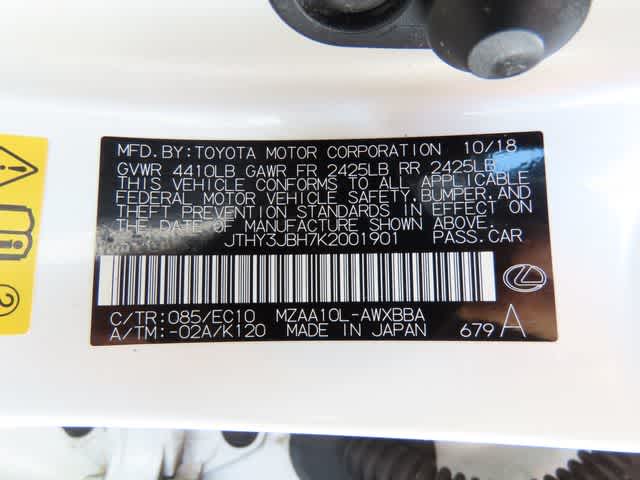 MFD. BY: TOYOTA MOTOR CORPORATION 10/18
GVWR 4410LB GAWR FR 2425LB RR 2425LB
THIS VEHICLE CONFORMS TO ALL APPLICABLE
FEDERAL MOTOR VEHICLE SAFETY, BUMPER, AND
THEFT PREVENTION STANDARDS IN EFFECT ON
THE DATE OF MANUFACTURE SHOWN ABOVE.
JTHY3JBH7K2001901 PASS. CAR
C/TR: 085/EC10 MZAA10L-AWXBBA
A/TM: -02A/K120 MADE IN JAPAN 679 A
2